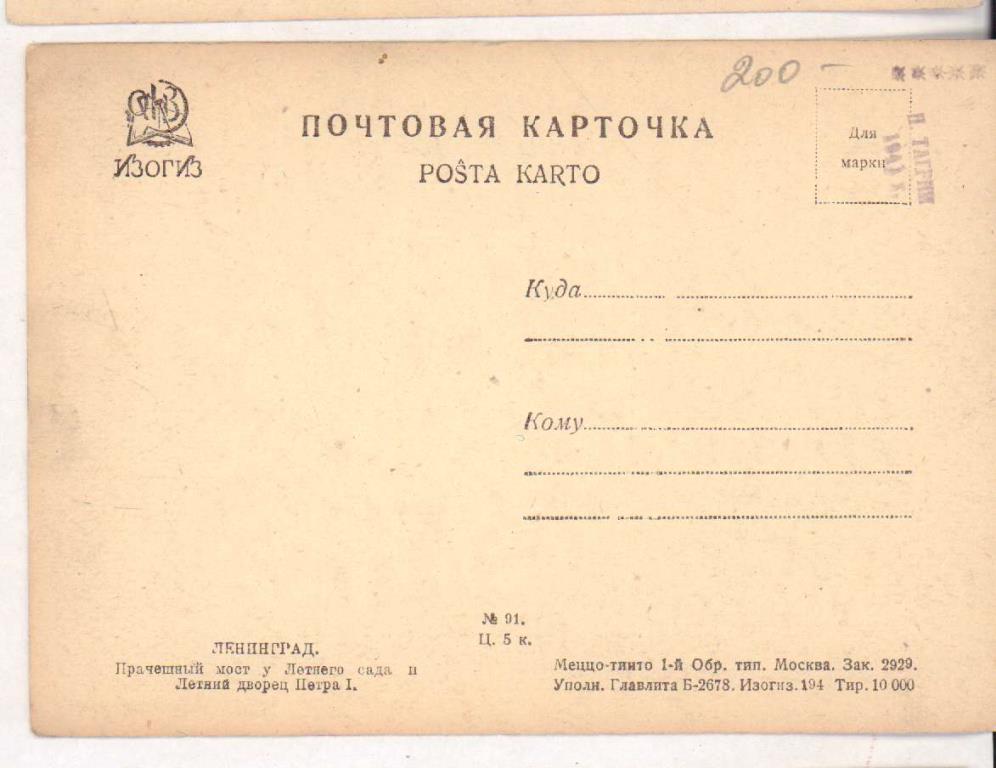 200 –
ИЗОГИЗ
ПОЧТОВАЯ КАРТОЧКА
POŜTA KARTO
Для
марки
П. ТАГРИН
Куда
Кому
№ 91.
Ц. 5 к.
ЛЕНИНГРАД.
Прачешный мост у Летнего сада и
Летний дворец Петра I.
Меццо-тинто 1-й Обр. тип. Москва. Зак. 2929.
Уполн. Главлита Б-2678. Изогиз. 194 Тир. 10 000